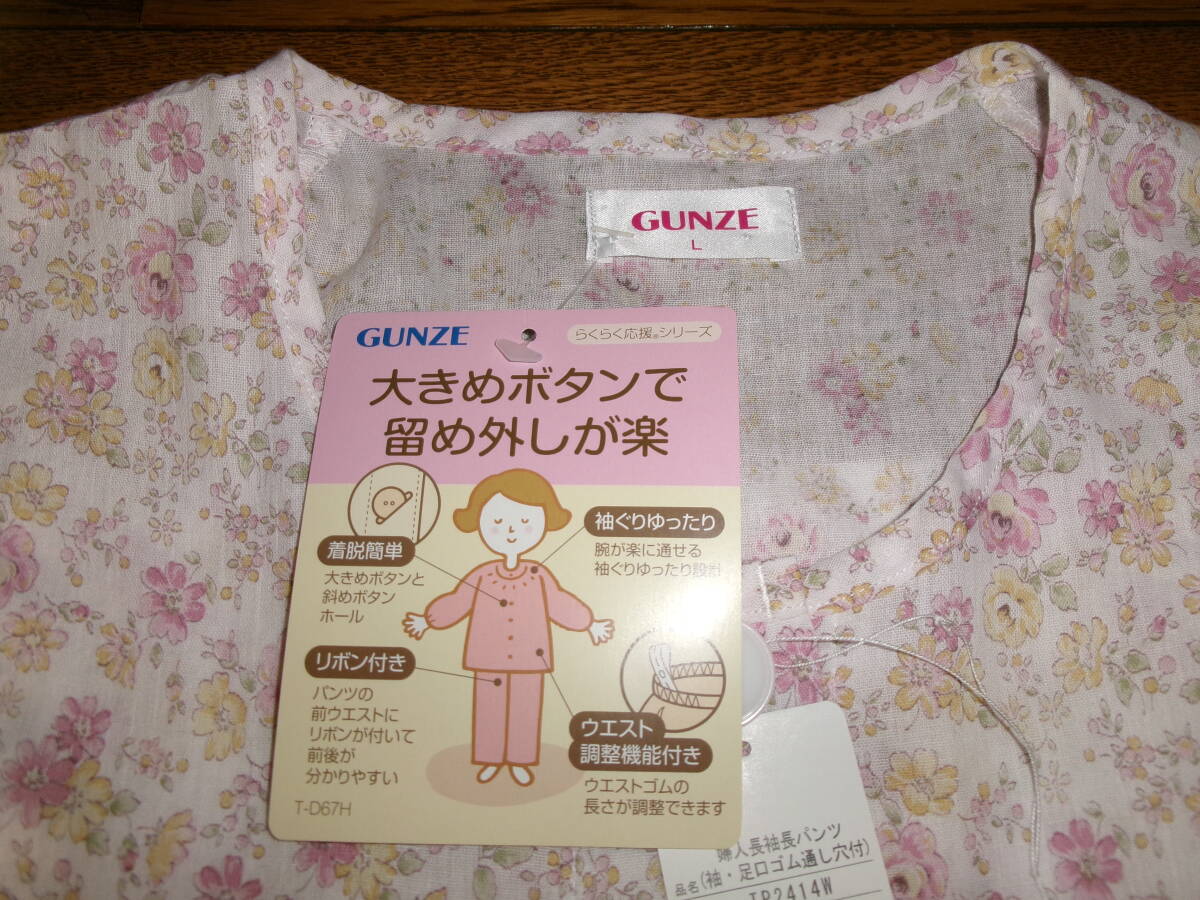 GUNZE
L
GUNZE
らくらく応援®シリーズ
大きめボタンで
留め外しが楽
着脱簡単
大きめボタンと
斜めボタン
ホール
袖ぐりゆったり
腕が楽に通せる
袖ぐりゆったり設計
リボン付き
パンツの
前ウエストに
リボンが付いて
前後が
分かりやすい
ウエスト
調整機能付き
ウエストゴムの
長さが調整できます
T-D67H
婦人長袖長パンツ
品名(袖・足口ゴム通し穴付)
TP2414W